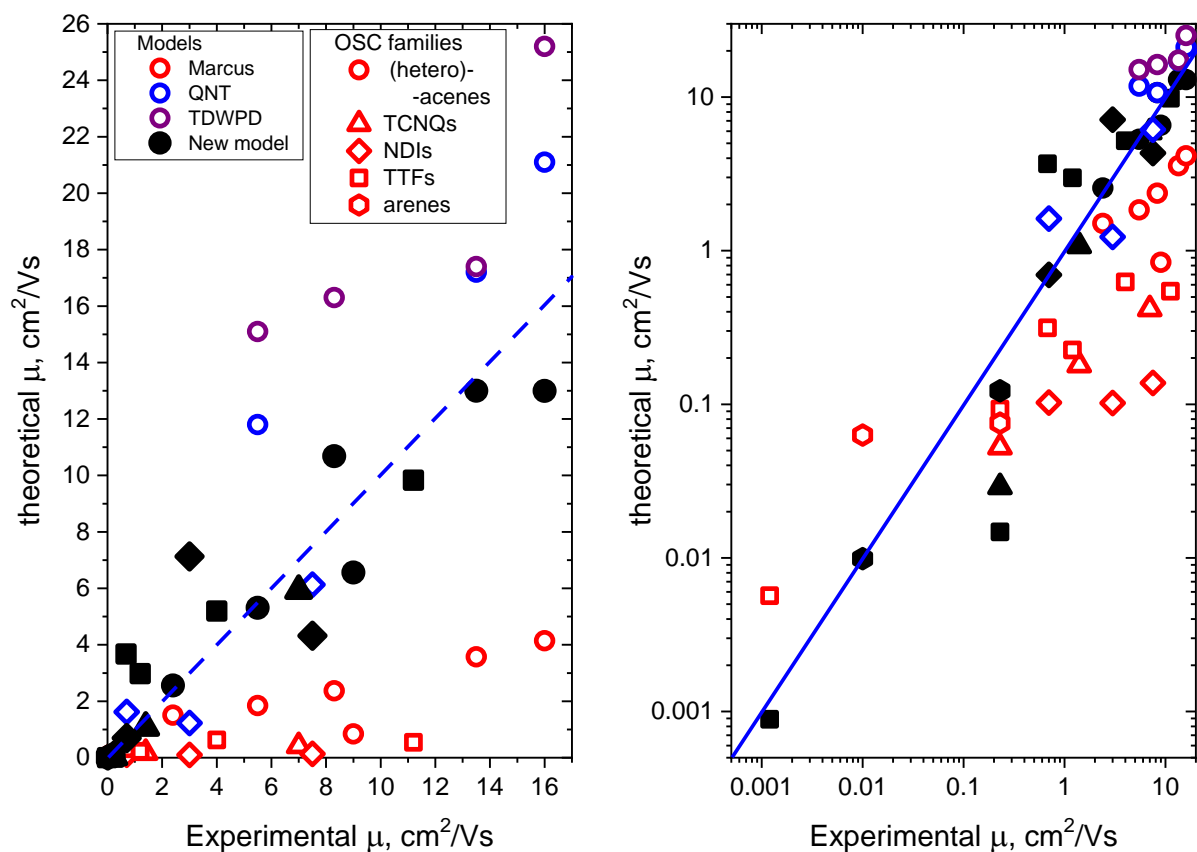 26
24
22
20
18
16
14
12
10
8
6
4
2
0
theoretical μ, cm²/Vs
Models
Marcus
QNT
TDWPD
New model
OSC families
(hetero)-
-acenes
TCNQs
NDIs
TTFs
arenes
0 2 4 6 8 10 12 14 16
Experimental μ, cm²/Vs
10
1
0.1
0.01
0.001
theoretical μ, cm²/Vs
0.001 0.01 0.1 1 10
Experimental μ, cm²/Vs